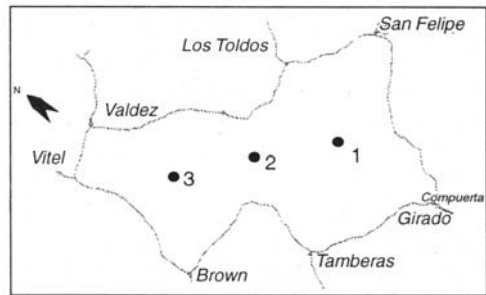 San Felipe
Los Toldos
N
Valdez
1
Vitel
2
3
Compuerta
Girado
Tamberas
Brown